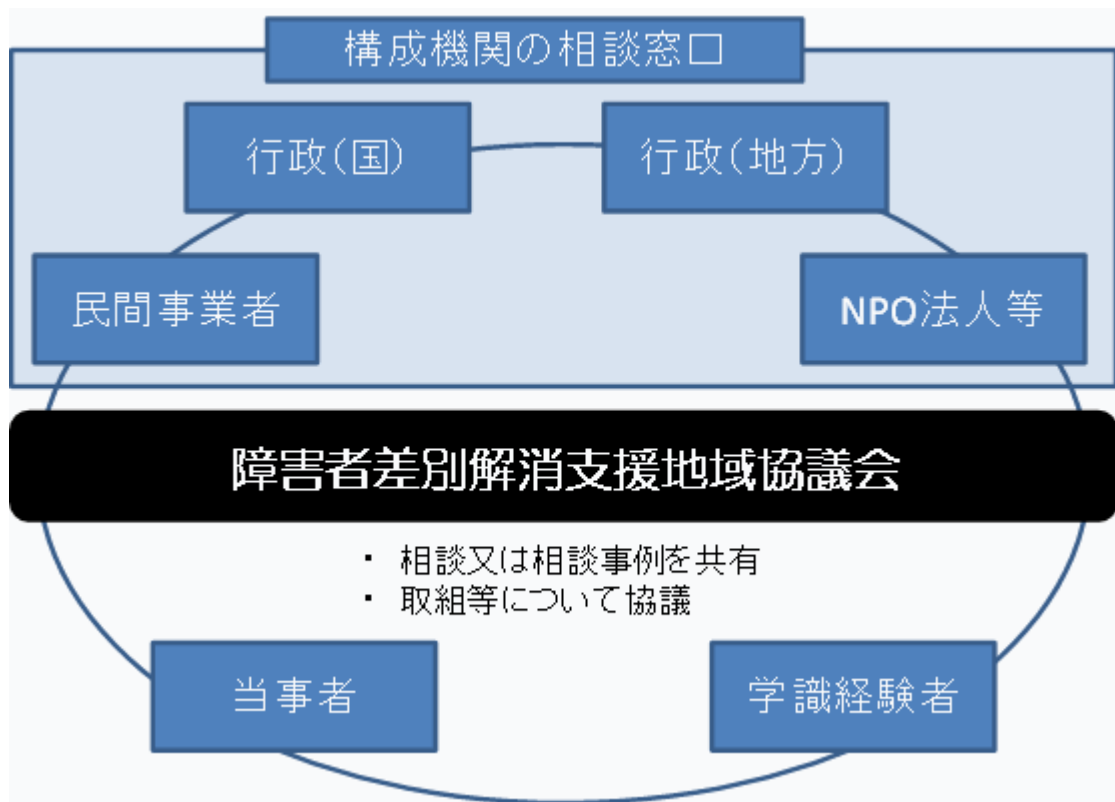 構成機関の相談窓口
行政(国)
行政(地方)
民間事業者
NPO法人等
障害者差別解消支援地域協議会
・ 相談又は相談事例を共有
・ 取組等について協議
当事者
学識経験者